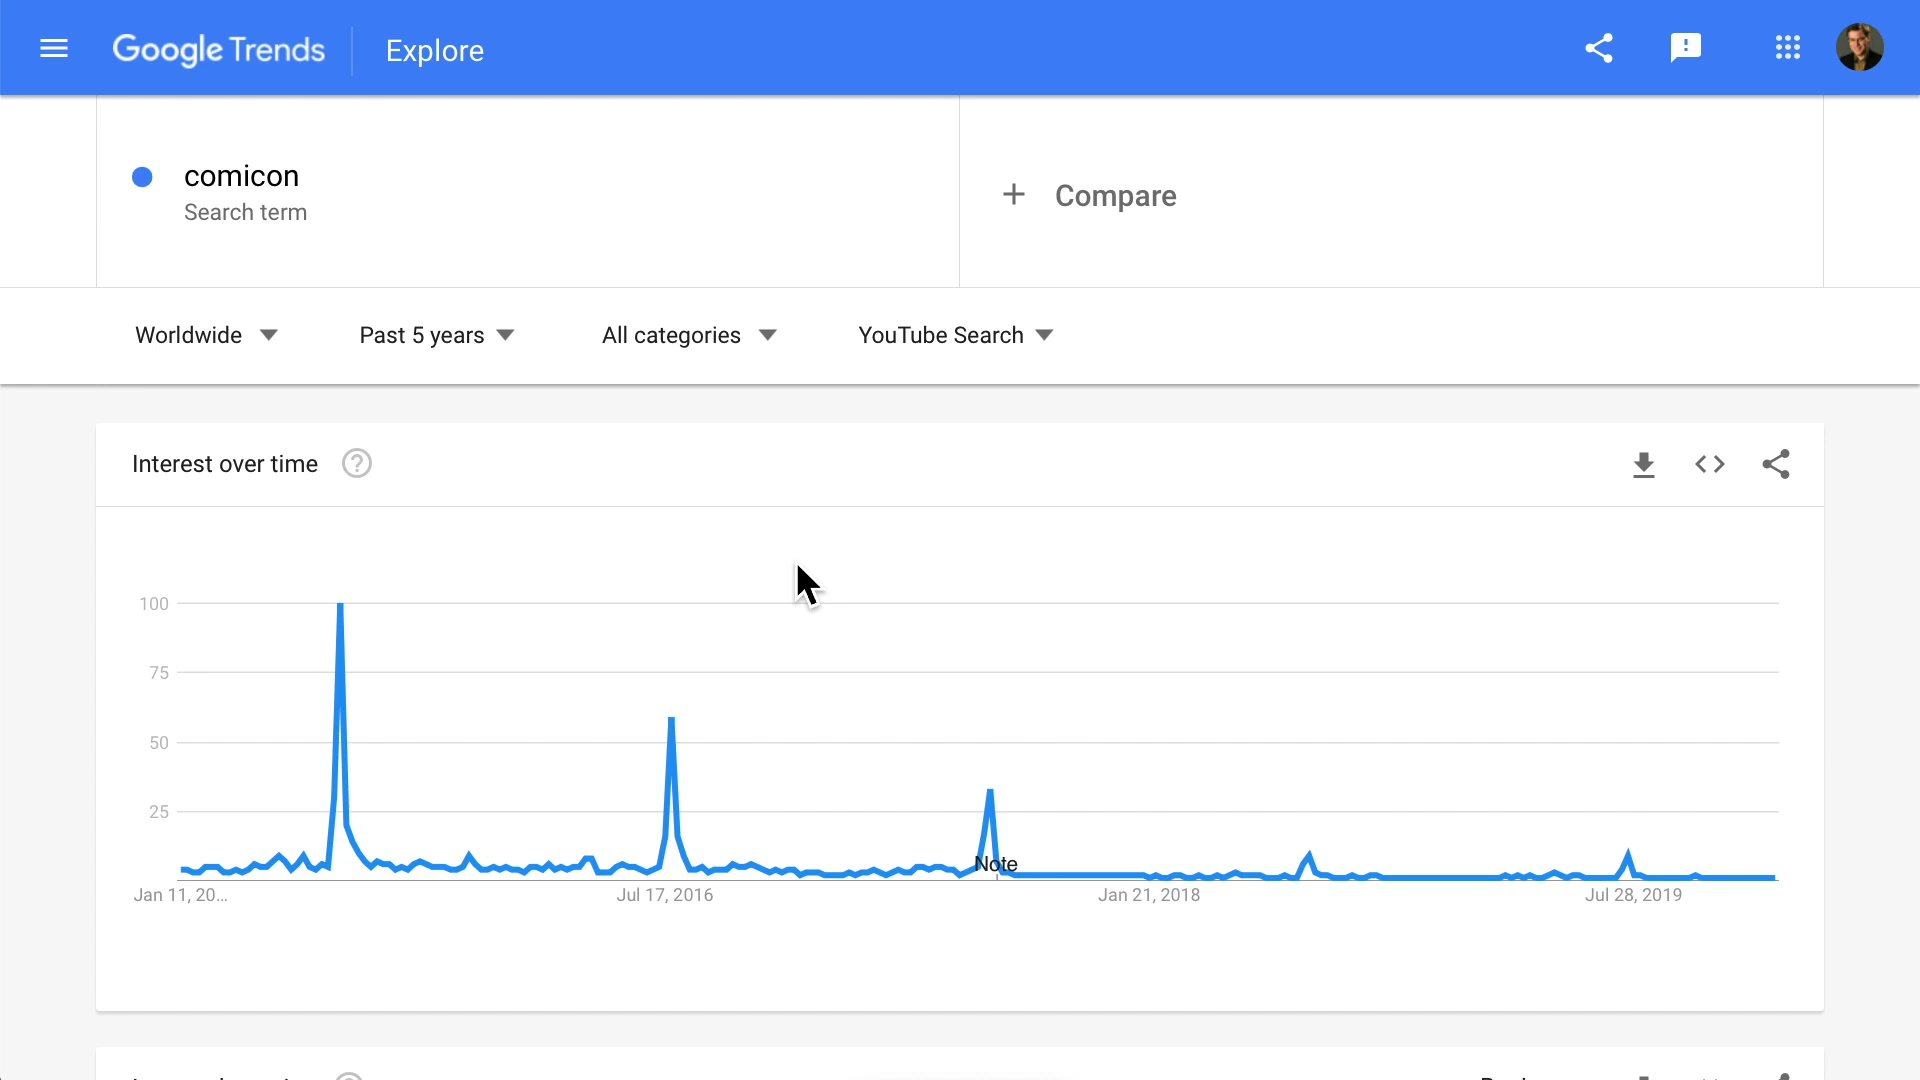 Google Trends Explore
comicon
Search term
+ Compare
Worldwide Past 5 years All categories YouTube Search
Interest over time ?
100
75
50
25
Note
Jan 11, 20... Jul 17, 2016 Jan 21, 2018 Jul 28, 2019